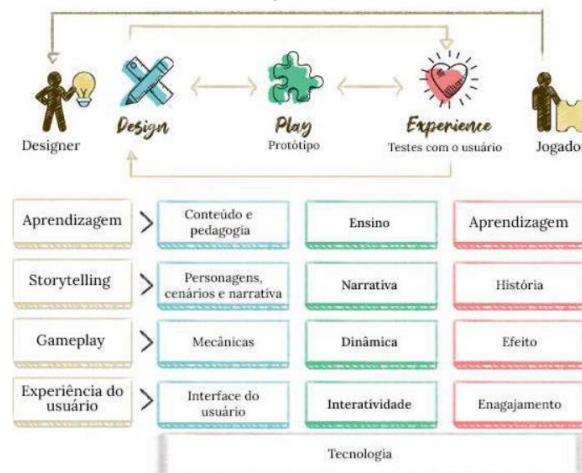 Design
Play
Experience
Designer
Protótipo
Testes com o usuário
Jogador
Aprendizagem
Conteúdo e
pedagogia
Ensino
Aprendizagem
Storytelling
Personagens,
cenários e narrativa
Narrativa
História
Gameplay
Mecânicas
Dinâmica
Efeito
Experiência do
usuário
Interface do
usuário
Interatividade
Enagajamento
Tecnologia